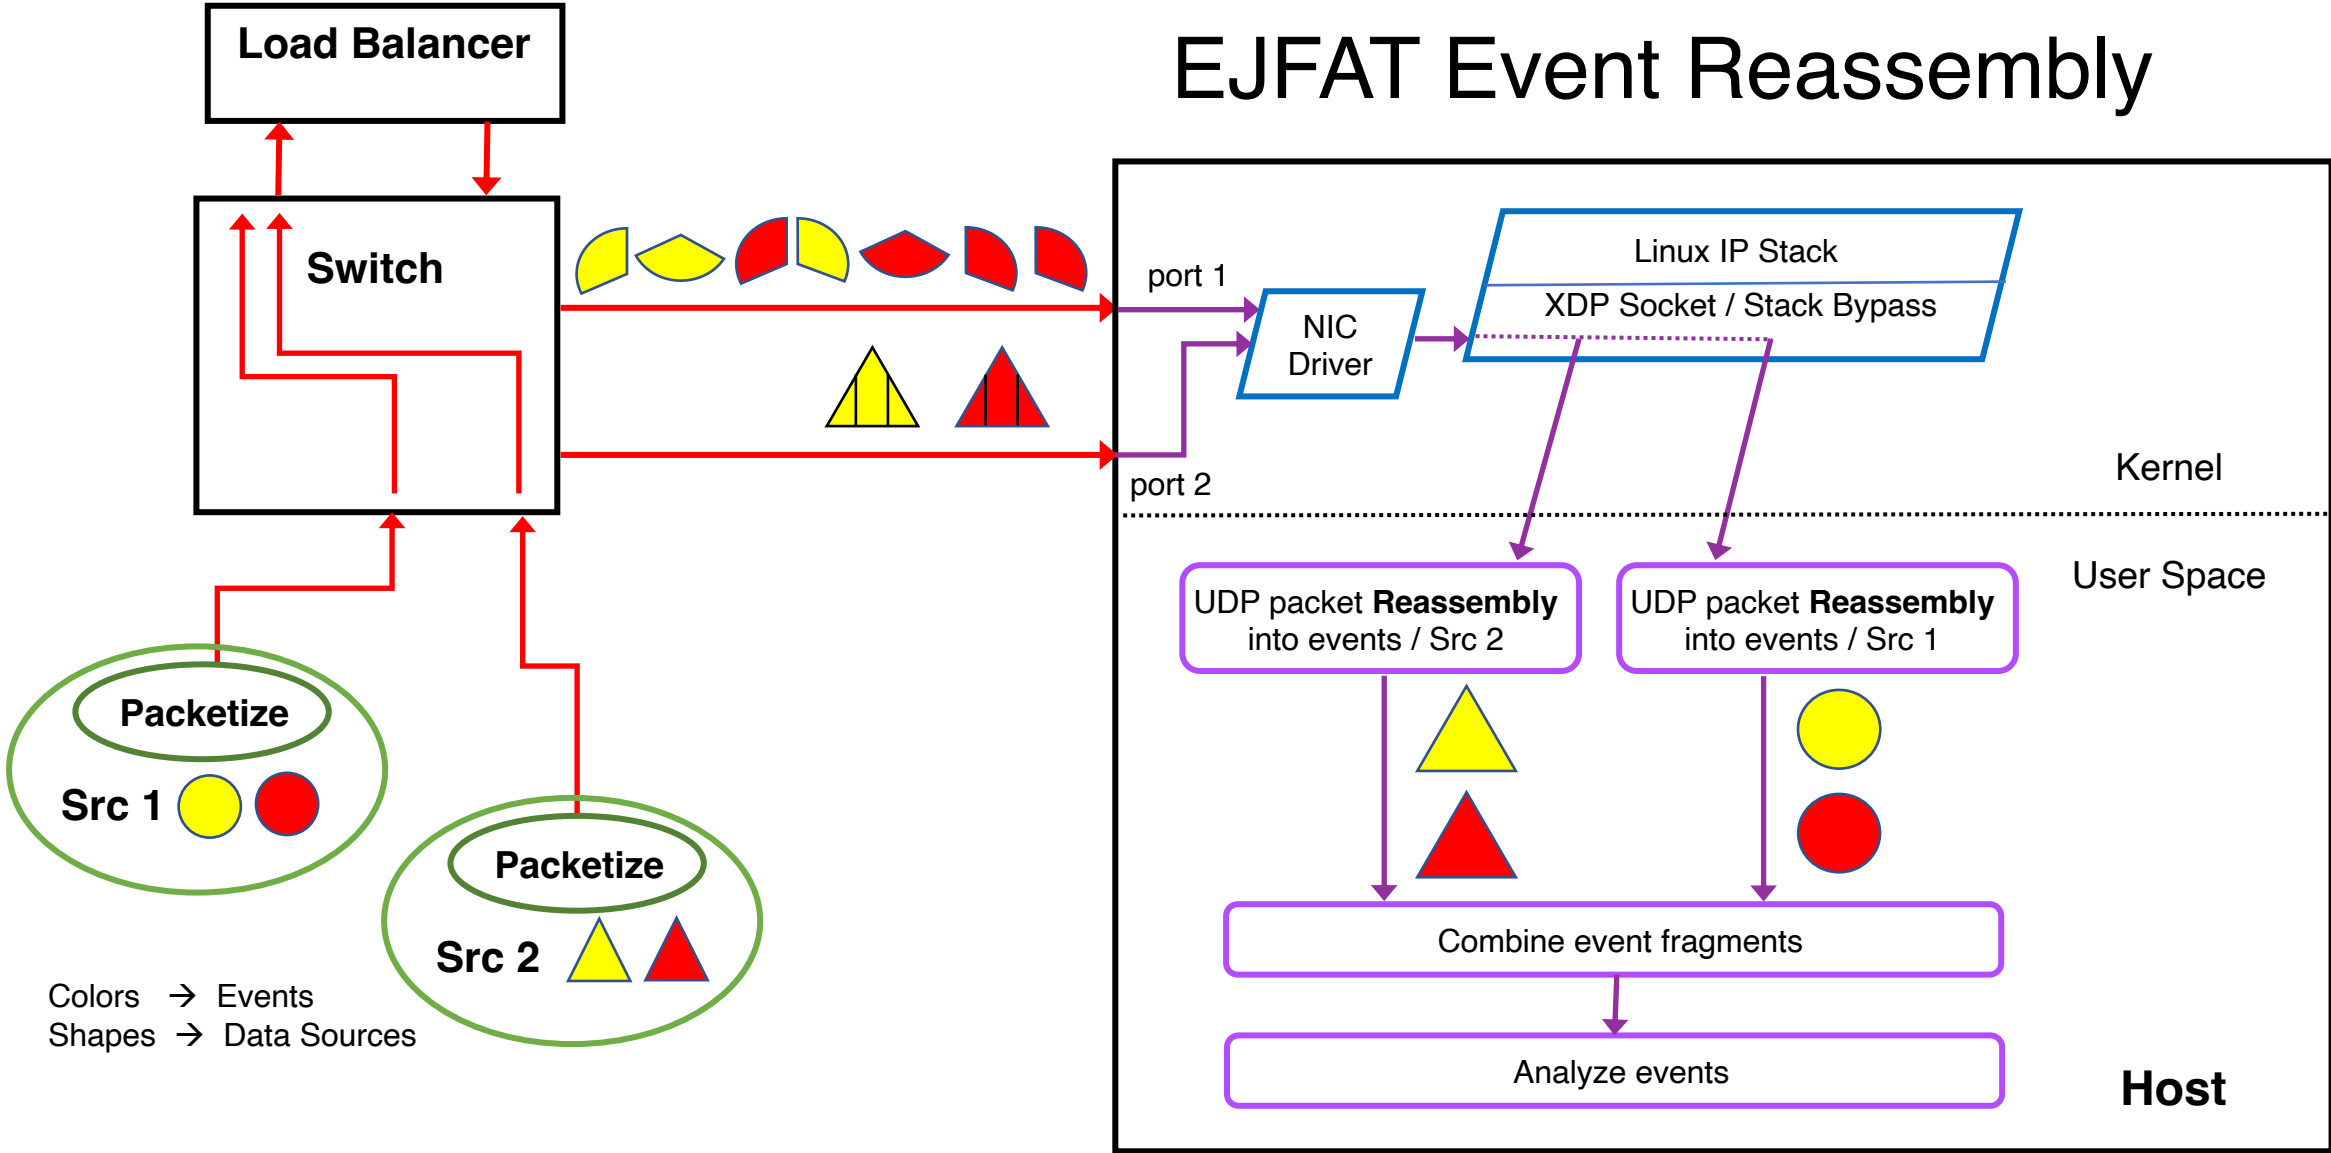 EJFAT Event Reassembly
Load Balancer
Switch
port 1
port 2
NIC
Driver
Linux IP Stack
XDP Socket / Stack Bypass
Kernel
User Space
UDP packet Reassembly
into events / Src 2
UDP packet Reassembly
into events / Src 1
Packetize
Src 1
Packetize
Src 2
Colors → Events
Shapes → Data Sources
Combine event fragments
Analyze events
Host